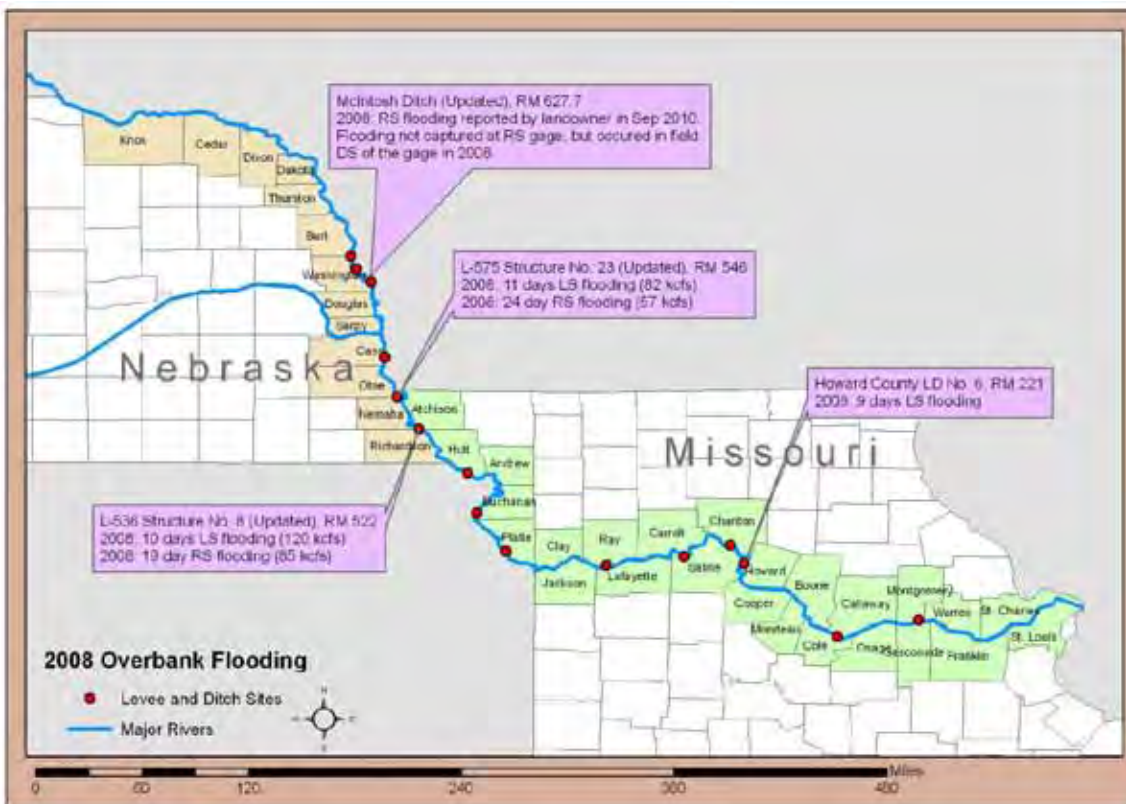 McIntosh Ditch (Updated), RM 627.7
2008: RS flooding reported by landowner in Sep 2010.
Flooding not captured at RS gage, but occured in field
DS of the gage in 2008
Knox
Cedar
Dixon
Dakota
Thurston
Burt
Washington
L-575 Structure No. 23 (Updated), RM 546
2008: 11 days LS flooding (82 kcfs)
2008: 24 day RS flooding (57 kcfs)
Douglas
Sarpy
Cass
Nebraska
Otoe
Nemaha
Atchison
Richardson
Holt
Andrew
Buchanan
Howard County LD No. 6, RM 221
2008: 9 days LS flooding
Missouri
L-536 Structure No. 8 (Updated), RM 522
2008: 10 days LS flooding (120 kcfs)
2008: 19 day RS flooding (85 kcfs)
Platte
Clay
Ray
Carroll
Chariton
Jackson
Lafayette
Saline
Howard
Boone
Cooper
Moniteau
Cole
Callaway
Osage
Montgomery
Gasconade
Warren
Franklin
St. Charles
St. Louis
2008 Overbank Flooding
Levee and Ditch Sites
Major Rivers
N
W
E
S
Miles
0 60 120 240 360 480